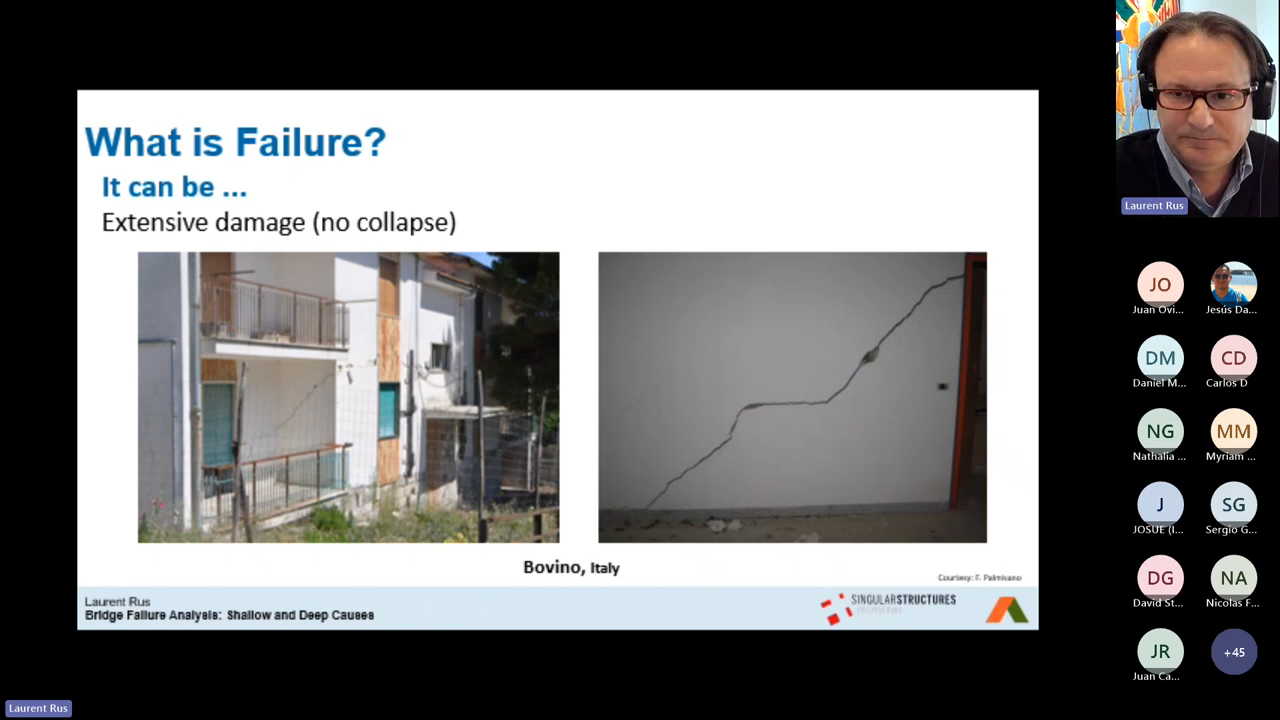 What is Failure?
It can be ...
Extensive damage (no collapse)
Bovino, Italy
Courtesy: F. Palmisano
Laurent Rus
Bridge Failure Analysis: Shallow and Deep Causes
SINGULARSTRUCTURES
Laurent Rus
JO
Juan Ovi...
Jesús Da...
DM
Daniel M...
CD
Carlos D
NG
Nathalia ...
MM
Myriam ...
J
JOSUE (I...
SG
Sergio G...
DG
David St...
NA
Nicolas F...
JR
Juan Ca...
+45
Laurent Rus